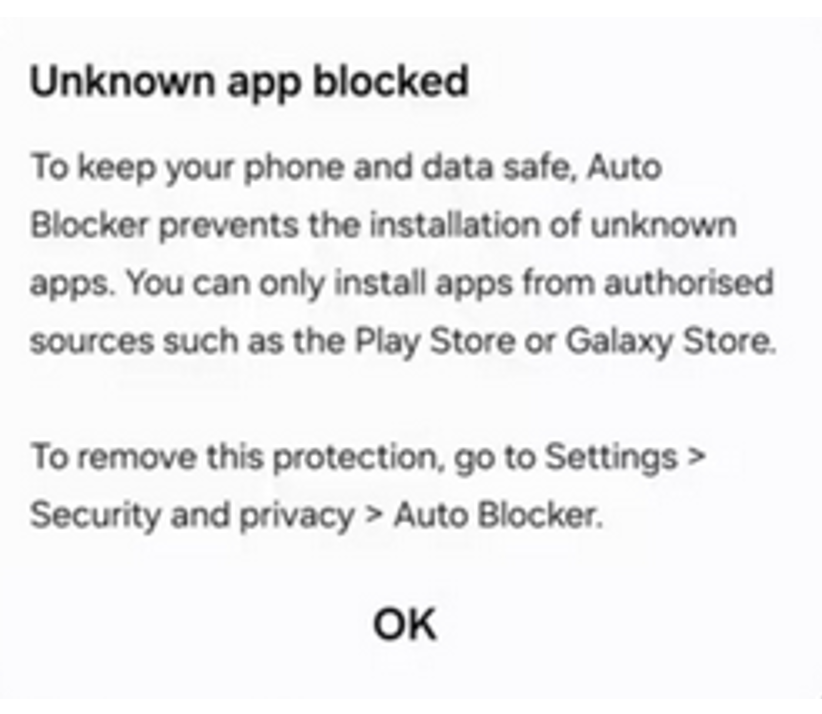 Unknown app blocked
To keep your phone and data safe, Auto
Blocker prevents the installation of unknown
apps. You can only install apps from authorised
sources such as the Play Store or Galaxy Store.
To remove this protection, go to Settings >
Security and privacy > Auto Blocker.
OK